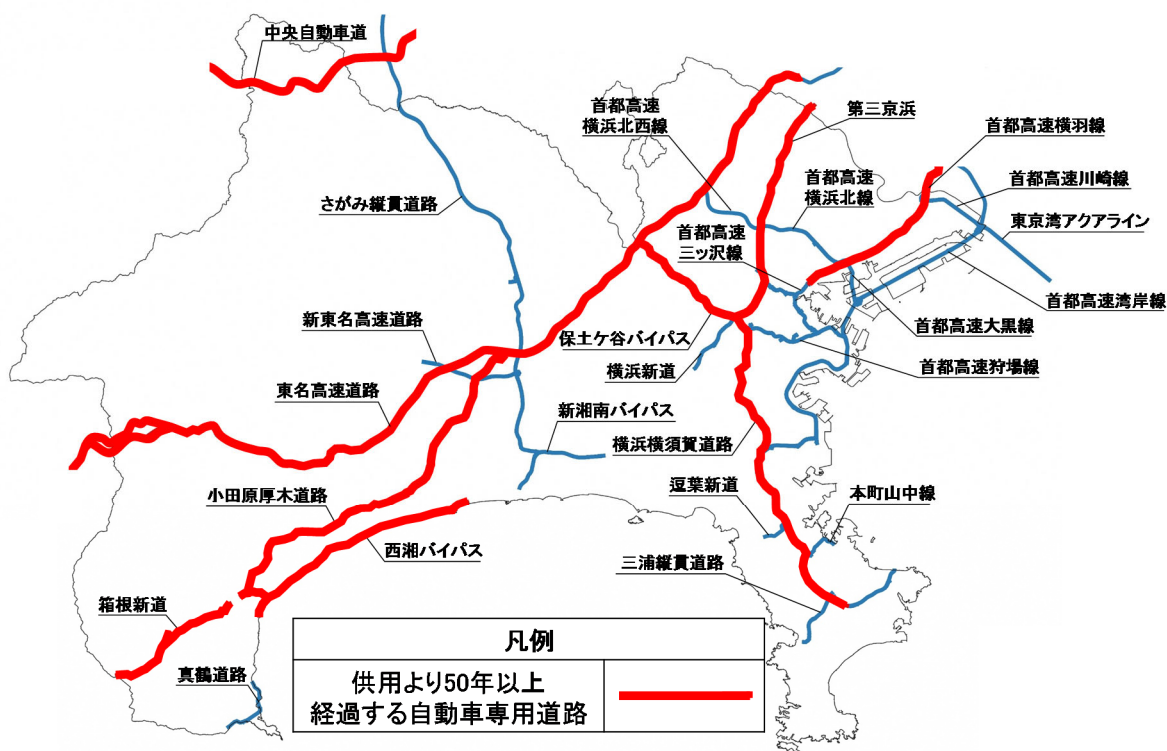 中央自動車道
首都高速
横浜北西線
第三京浜
首都高速横羽線
首都高速川崎線
首都高速
横浜北線
さがみ縦貫道路
東京湾アクアライン
首都高速
三ッ沢線
首都高速湾岸線
新東名高速道路
保土ケ谷バイパス
首都高速大黒線
横浜新道
首都高速狩場線
東名高速道路
新湘南バイパス
横浜横須賀道路
小田原厚木道路
逗葉新道
本町山中線
西湘バイパス
三浦縦貫道路
箱根新道
真鶴道路
凡例
供用より50年以上
経過する自動車専用道路